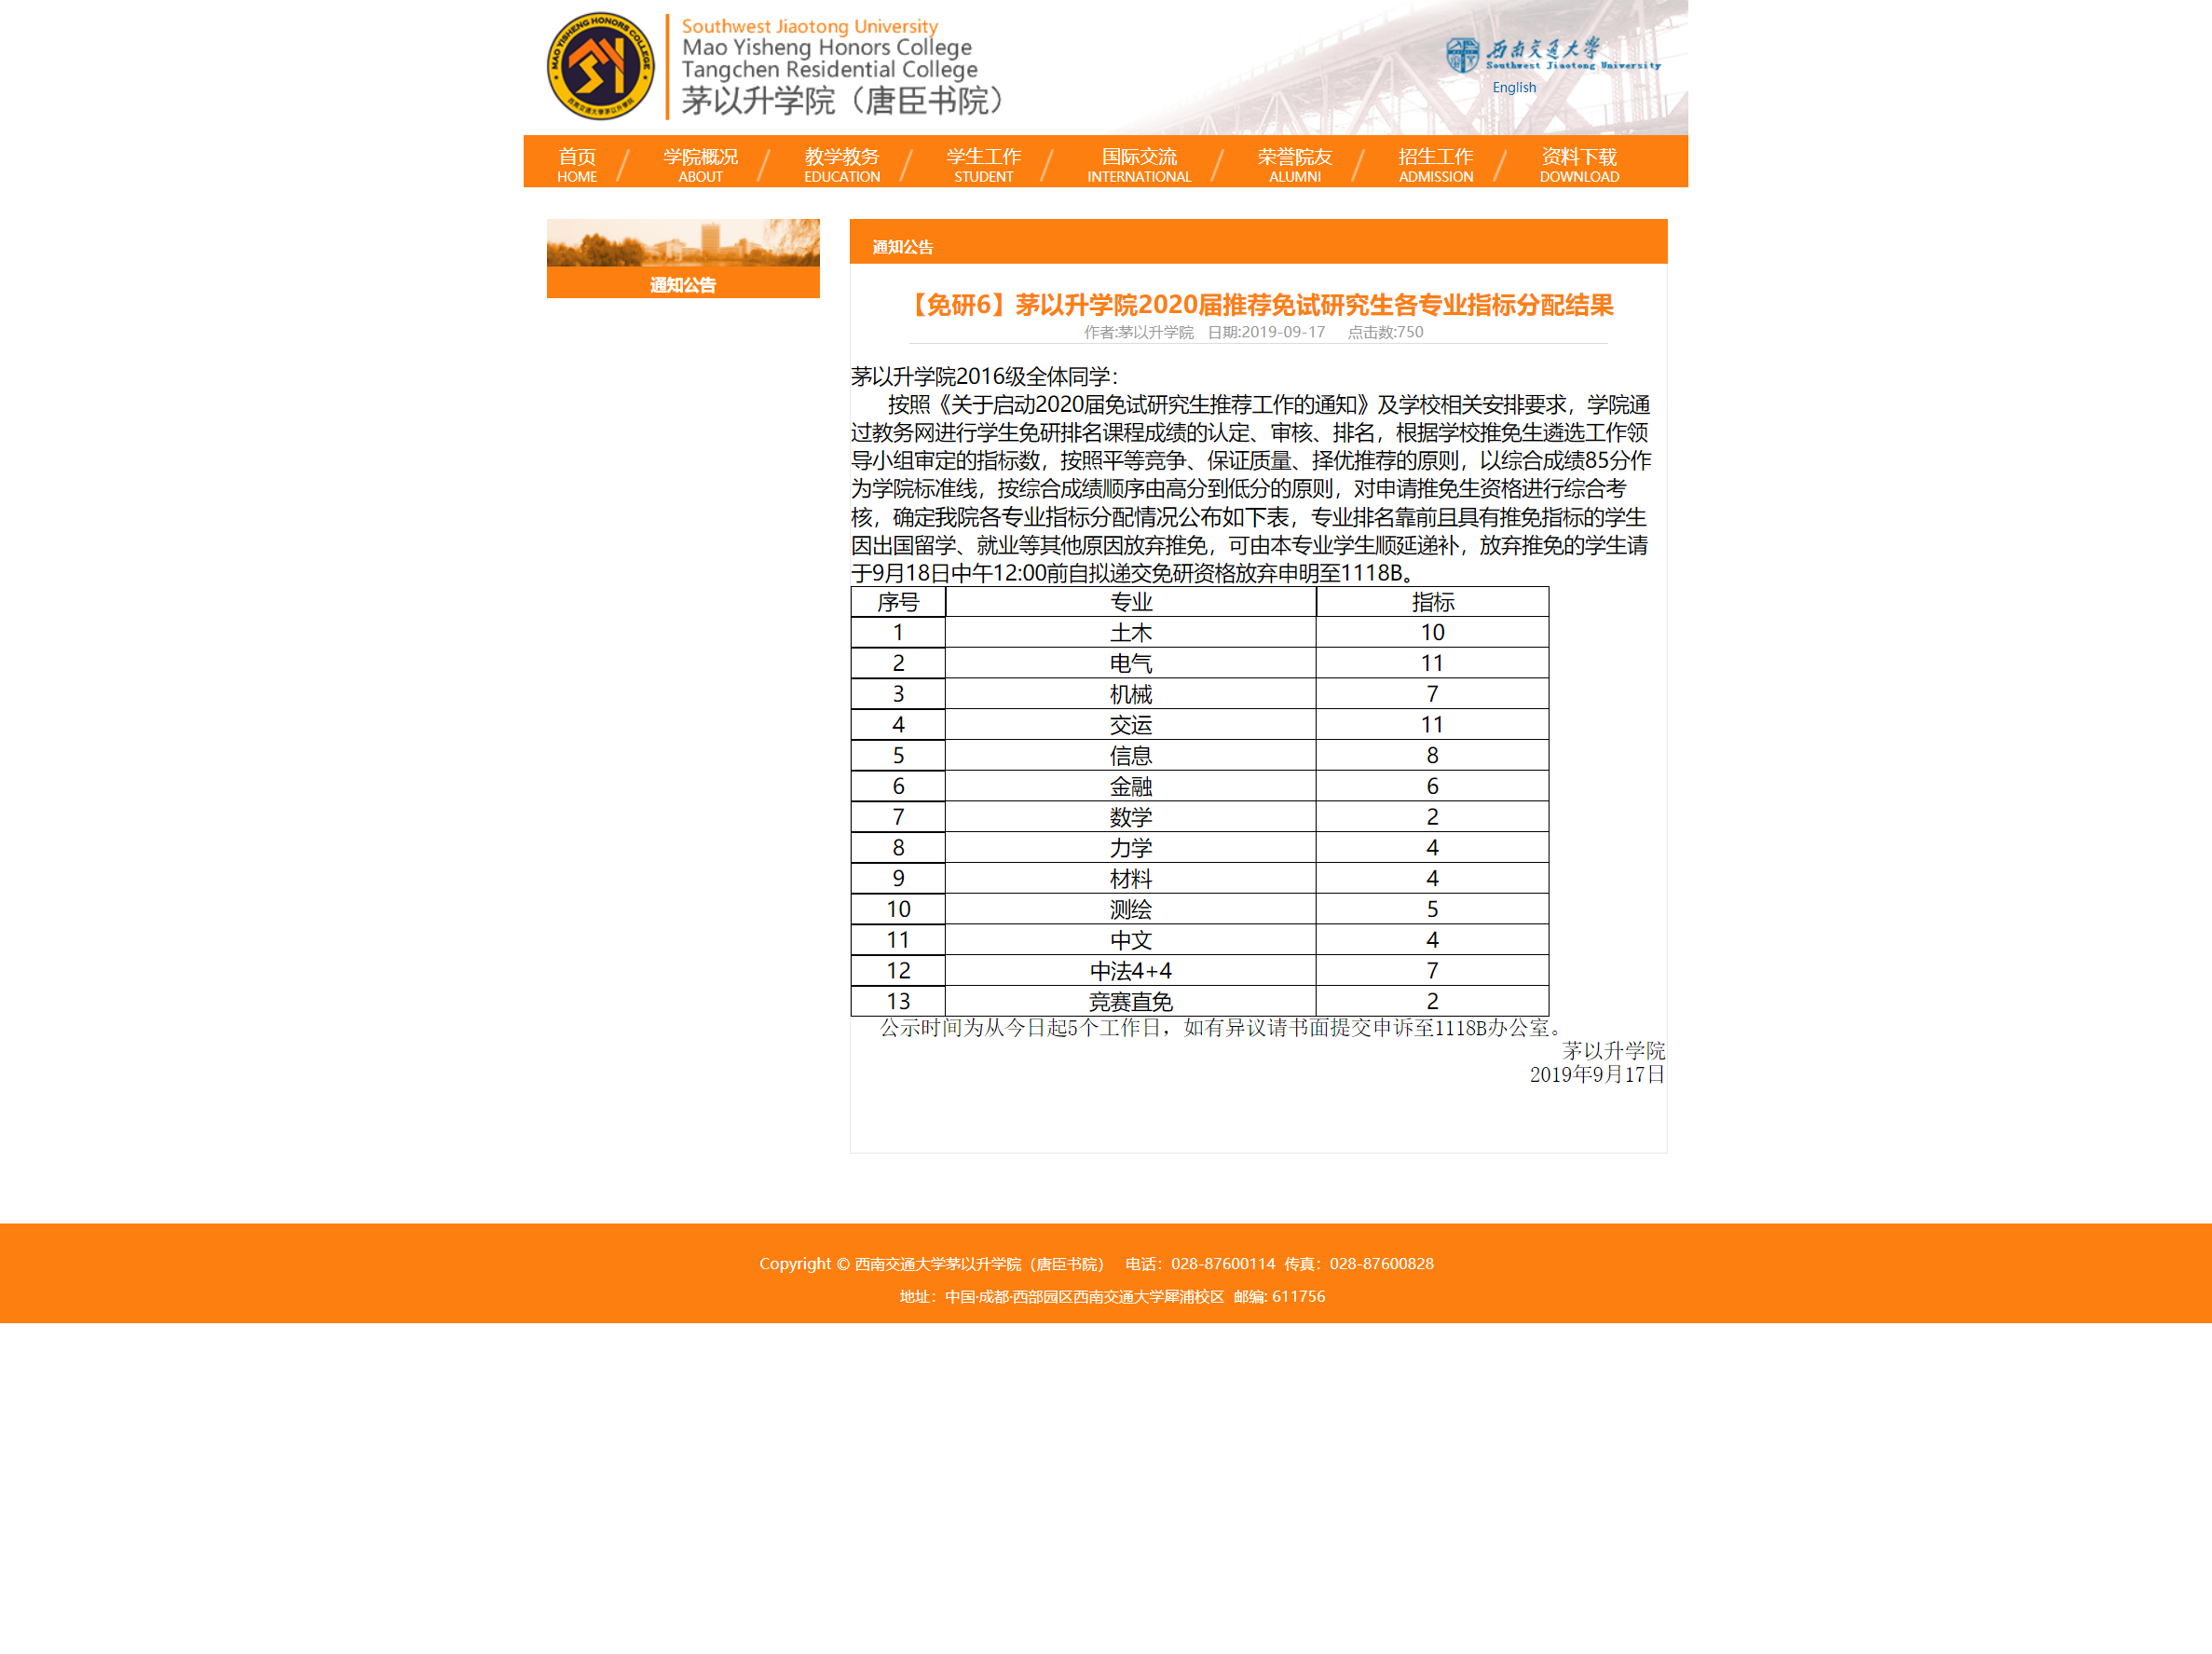 MAO YISHENG HONORS COLLEGE
西南交通大学茅以升学院
Southwest Jiaotong University
Mao Yisheng Honors College
Tangchen Residential College
茅以升学院（唐臣书院）
西南交通大学
Southwest Jiaotong University
English
首页 学院概况 教学教务 学生工作 国际交流 荣誉院友 招生工作 资料下载
HOME ABOUT EDUCATION STUDENT INTERNATIONAL ALUMNI ADMISSION DOWNLOAD
通知公告
通知公告
【免研6】茅以升学院2020届推荐免试研究生各专业指标分配结果
作者:茅以升学院 日期:2019-09-17 点击数:750
茅以升学院2016级全体同学：
按照《关于启动2020届免试研究生推荐工作的通知》及学校相关安排要求，学院通
过教务网进行学生免研排名课程成绩的认定、审核、排名，根据学校推免生遴选工作领
导小组审定的指标数，按照平等竞争、保证质量、择优推荐的原则，以综合成绩85分作
为学院标准线，按综合成绩顺序由高分到低分的原则，对申请推免生资格进行综合考
核，确定我院各专业指标分配情况公布如下表，专业排名靠前且具有推免指标的学生
因出国留学、就业等其他原因放弃推免，可由本专业学生顺延递补，放弃推免的学生请
于9月18日中午12:00前自拟递交免研资格放弃申明至1118B。
序号 专业 指标
1 土木 10
2 电气 11
3 机械 7
4 交运 11
5 信息 8
6 金融 6
7 数学 2
8 力学 4
9 材料 4
10 测绘 5
11 中文 4
12 中法4+4 7
13 竞赛直免 2
公示时间为从今日起5个工作日，如有异议请书面提交申诉至1118B办公室。
茅以升学院
2019年9月17日
Copyright © 西南交通大学茅以升学院（唐臣书院） 电话：028-87600114 传真：028-87600828
地址：中国·成都·西部园区西南交通大学犀浦校区 邮编: 611756